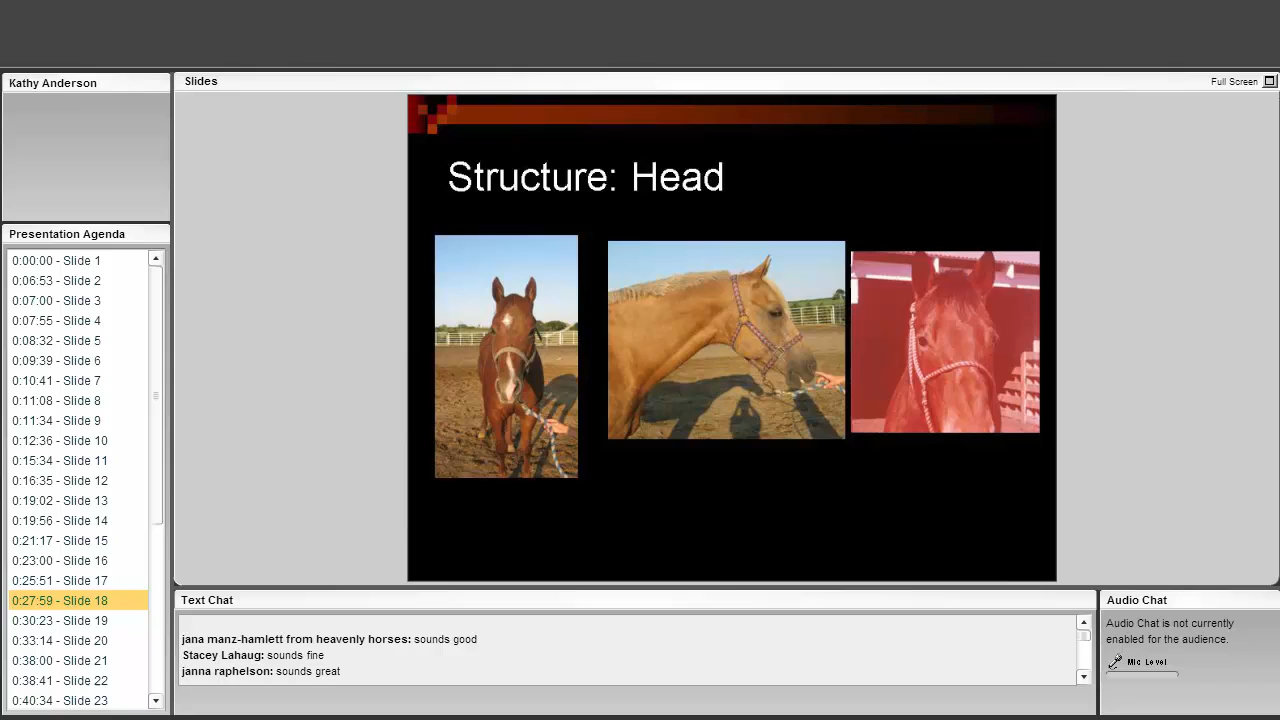 Kathy Anderson
Slides
Full Screen
Structure: Head
Presentation Agenda
0:00:00 - Slide 1
0:06:53 - Slide 2
0:07:00 - Slide 3
0:07:55 - Slide 4
0:08:32 - Slide 5
0:09:39 - Slide 6
0:10:41 - Slide 7
0:11:08 - Slide 8
0:11:34 - Slide 9
0:12:36 - Slide 10
0:15:34 - Slide 11
0:16:35 - Slide 12
0:19:02 - Slide 13
0:19:56 - Slide 14
0:21:17 - Slide 15
0:23:00 - Slide 16
0:25:51 - Slide 17
0:27:59 - Slide 18
0:30:23 - Slide 19
0:33:14 - Slide 20
0:38:00 - Slide 21
0:38:41 - Slide 22
0:40:34 - Slide 23
Text Chat
jana manz-hamlett from heavenly horses: sounds good
Stacey Lahaug: sounds fine
janna raphelson: sounds great
Audio Chat
Audio Chat is not currently
enabled for the audience.
Mic Level